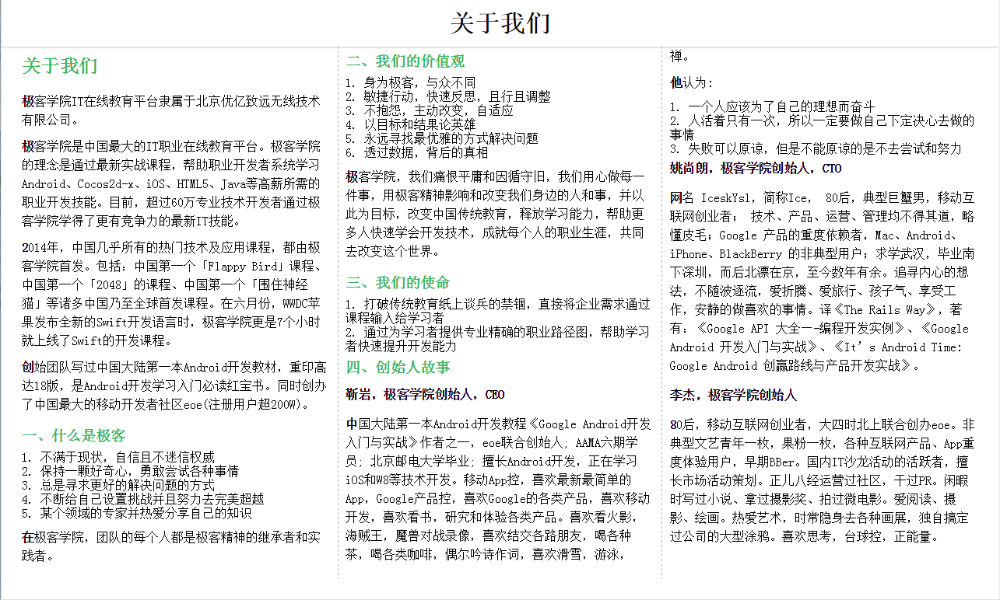 关于我们
关于我们
极客学院IT在线教育平台隶属于北京优亿致远无线技术
有限公司。
极客学院是中国最大的IT职业在线教育平台。极客学院
的理念是通过最新实战课程，帮助职业开发者系统学习
Android、Cocos2d-x、iOS、HTML5、Java等高薪所需的
职业开发技能。目前，超过60万专业技术开发者通过极
客学院学得了更有竞争力的最新IT技能。
2014年，中国几乎所有的热门技术及应用课程，都由极
客学院首发。包括：中国第一个「Flappy Bird」课程、
中国第一个「2048」的课程、中国第一个「围住神经
猫」等诸多中国乃至全球首发课程。在六月份，WWDC苹
果发布全新的Swift开发语言时，极客学院更是7个小时
就上线了Swift的开发课程。
创始团队写过中国大陆第一本Android开发教材，重印高
达18版，是Android开发学习入门必读红宝书。同时创办
了中国最大的移动开发者社区eoe(注册用户超200W)。
一、什么是极客
1. 不满于现状，自信且不迷信权威
2. 保持一颗好奇心，勇敢尝试各种事情
3. 总是寻求更好的解决问题的方式
4. 不断给自己设置挑战并且努力去完美超越
5. 某个领域的专家并热爱分享自己的知识
在极客学院，团队的每个人都是极客精神的继承者和实
践者。
二、我们的价值观
1. 身为极客，与众不同
2. 敏捷行动，快速反思，且行且调整
3. 不抱怨，主动改变，自适应
4. 以目标和结果论英雄
5. 永远寻找最优雅的方式解决问题
6. 透过数据，背后的真相
极客学院，我们痛恨平庸和因循守旧，我们用心做每一
件事，用极客精神影响和改变我们身边的人和事，并以
此为目标，改变中国传统教育，释放学习能力，帮助更
多人快速学会开发技术，成就每个人的职业生涯，共同
去改变这个世界。
三、我们的使命
1. 打破传统教育纸上谈兵的禁锢，直接将企业需求通过
课程输入给学习者
2. 通过为学习者提供专业精确的职业路径图，帮助学习
者快速提升开发能力
四、创始人故事
靳岩，极客学院创始人，CEO
中国大陆第一本Android开发教程《Google Android开发
入门与实战》作者之一，eoe联合创始人；AAMA六期学
员；北京邮电大学毕业；擅长Android开发，正在学习
iOS和W8等技术开发。移动App控，喜欢最新最简单的
App，Google产品控，喜欢Google的各类产品，喜欢移动
开发，喜欢看书，研究和体验各类产品。喜欢看火影，
海贼王，魔兽对战录像，喜欢结交各路朋友，喝各种
茶，喝各类咖啡，偶尔吟诗作词，喜欢滑雪，游泳，
禅。
他认为：
1. 一个人应该为了自己的理想而奋斗
2. 人活着只有一次，所以一定要做自己下定决心去做的
事情
3. 失败可以原谅，但是不能原谅的是不去尝试和努力
姚尚朗，极客学院创始人，CTO
网名 IceskYsl，简称Ice， 80后，典型巨蟹男，移动互
联网创业者； 技术、产品、运营、管理均不得其道，略
懂皮毛；Google 产品的重度依赖者，Mac、Android、
iPhone、BlackBerry 的非典型用户；求学武汉，毕业南
下深圳，而后北漂在京，至今数年有余。追寻内心的想
法，不随波逐流，爱折腾、爱旅行、孩子气、享受工
作，安静的做喜欢的事情。译《The Rails Way》，著
有：《Google API 大全--编程开发实例》、《Google
Android 开发入门与实战》、《It’s Android Time:
Google Android 创赢路线与产品开发实战》。
李杰，极客学院创始人
80后，移动互联网创业者，大四时北上联合创办eoe。非
典型文艺青年一枚，果粉一枚，各种互联网产品、App重
度体验用户，早期BBer。国内IT沙龙活动的活跃者，擅
长市场活动策划。正儿八经运营过社区，干过PR。闲暇
时写过小说、拿过摄影奖、拍过微电影。爱阅读、摄
影、绘画。热爱艺术，时常隐身去各种画展，独自搞定
过公司的大型涂鸦。喜欢思考，台球控，正能量。